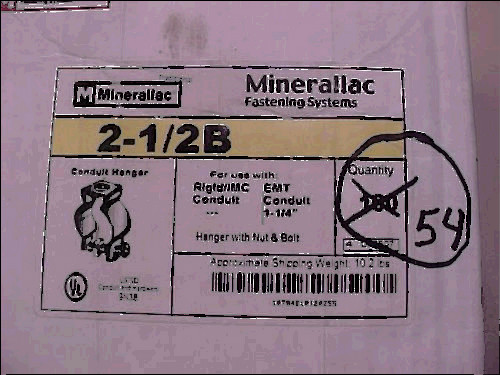 M Minerallac
Minerallac
Fastening Systems
2-1/2B
Conduit Hanger
For use with:
Rigid/IMC EMT
Conduit Conduit
--- 1-1/4"
Hanger with Nut & Bolt
Quantity
100
54
Approximate Shipping Weight: 10.2 lbs
UL